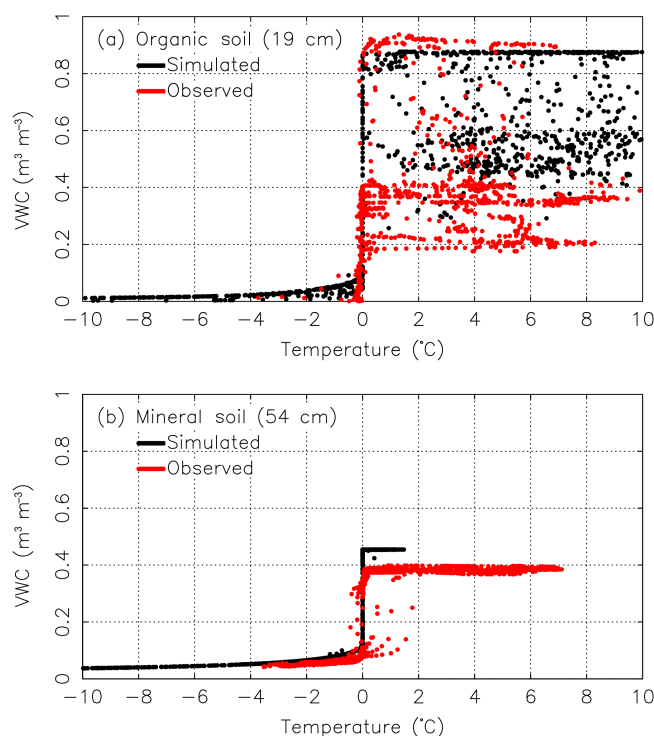 (a) Organic soil (19 cm)
Simulated
Observed
1
0.8
0.6
0.4
0.2
0
VWC (m³ m⁻³)
−10 −8 −6 −4 −2 0 2 4 6 8 10
Temperature (°C)
(b) Mineral soil (54 cm)
Simulated
Observed
1
0.8
0.6
0.4
0.2
0
VWC (m³ m⁻³)
−10 −8 −6 −4 −2 0 2 4 6 8 10
Temperature (°C)